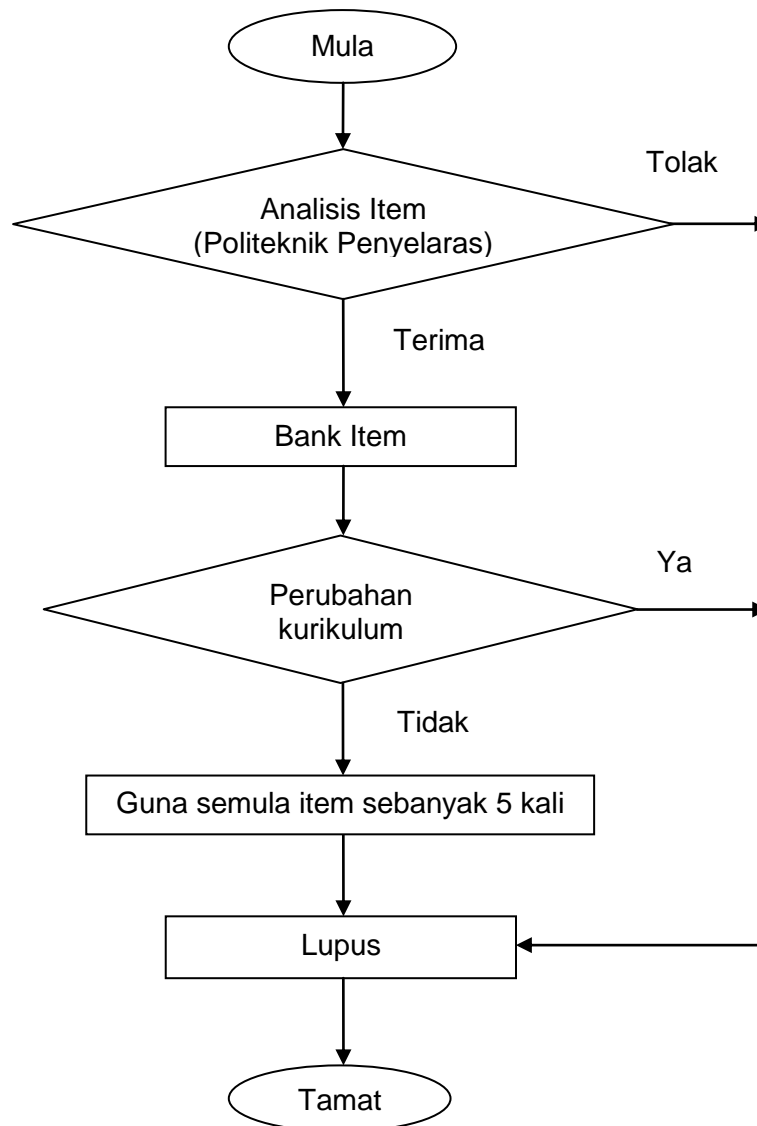 Mula
Tolak
Analisis Item
(Politeknik Penyelaras)
Terima
Bank Item
Ya
Perubahan
kurikulum
Tidak
Guna semula item sebanyak 5 kali
Lupus
Tamat